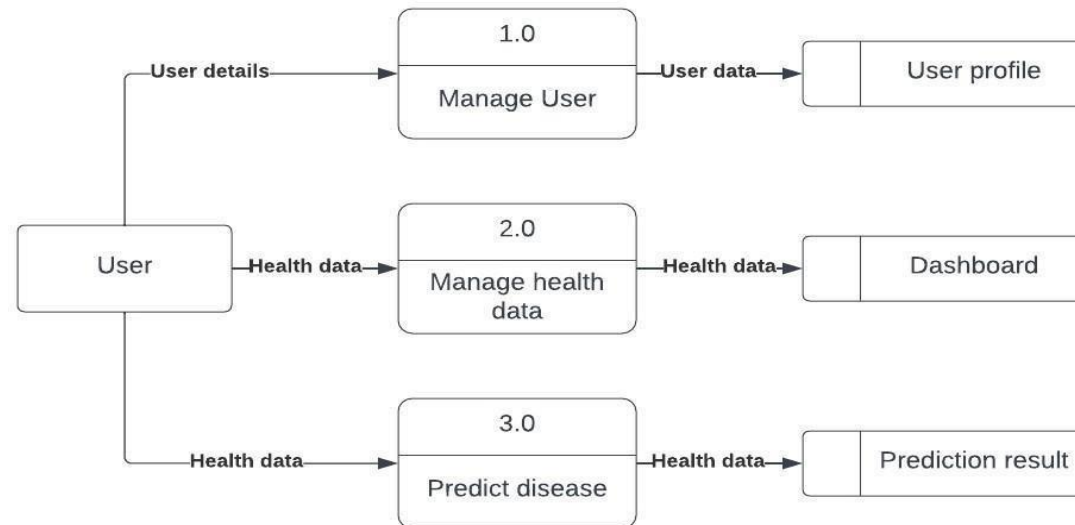 1.0
User details
Manage User
User data
User profile
User
Health data
2.0
Manage health
data
Health data
Dashboard
Health data
3.0
Predict disease
Health data
Prediction result